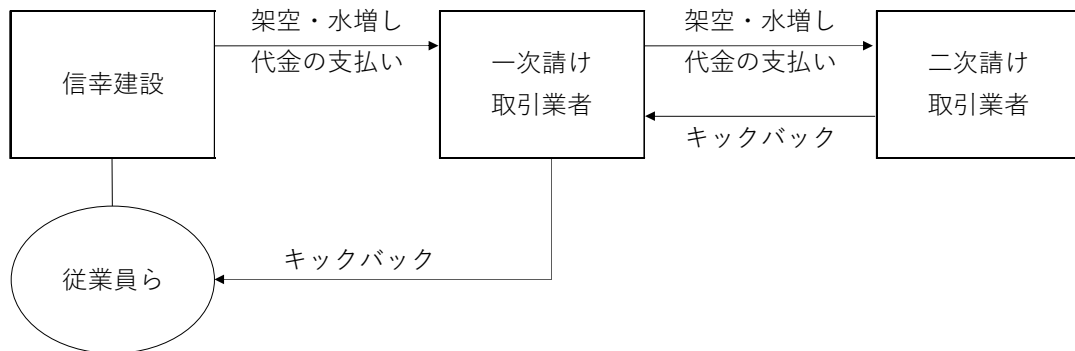 信幸建設
架空・水増し
代金の支払い
一次請け
取引業者
架空・水増し
代金の支払い
二次請け
取引業者
キックバック
キックバック
従業員ら